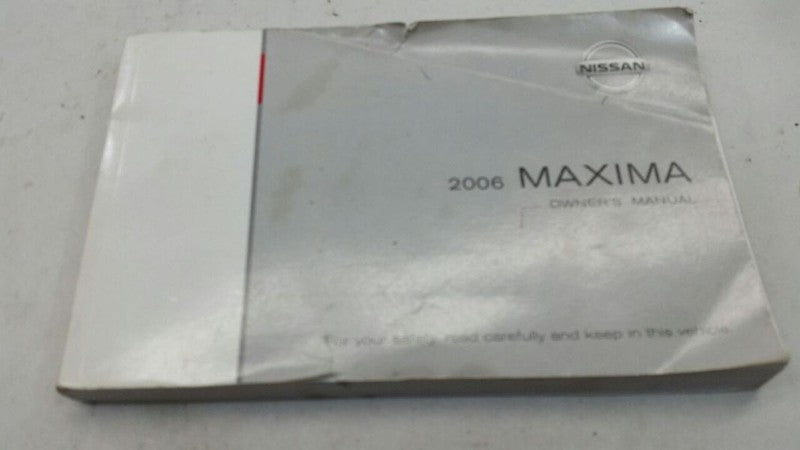 NISSAN
2006 MAXIMA
OWNER'S MANUAL
For your safety, read carefully and keep in this vehicle.